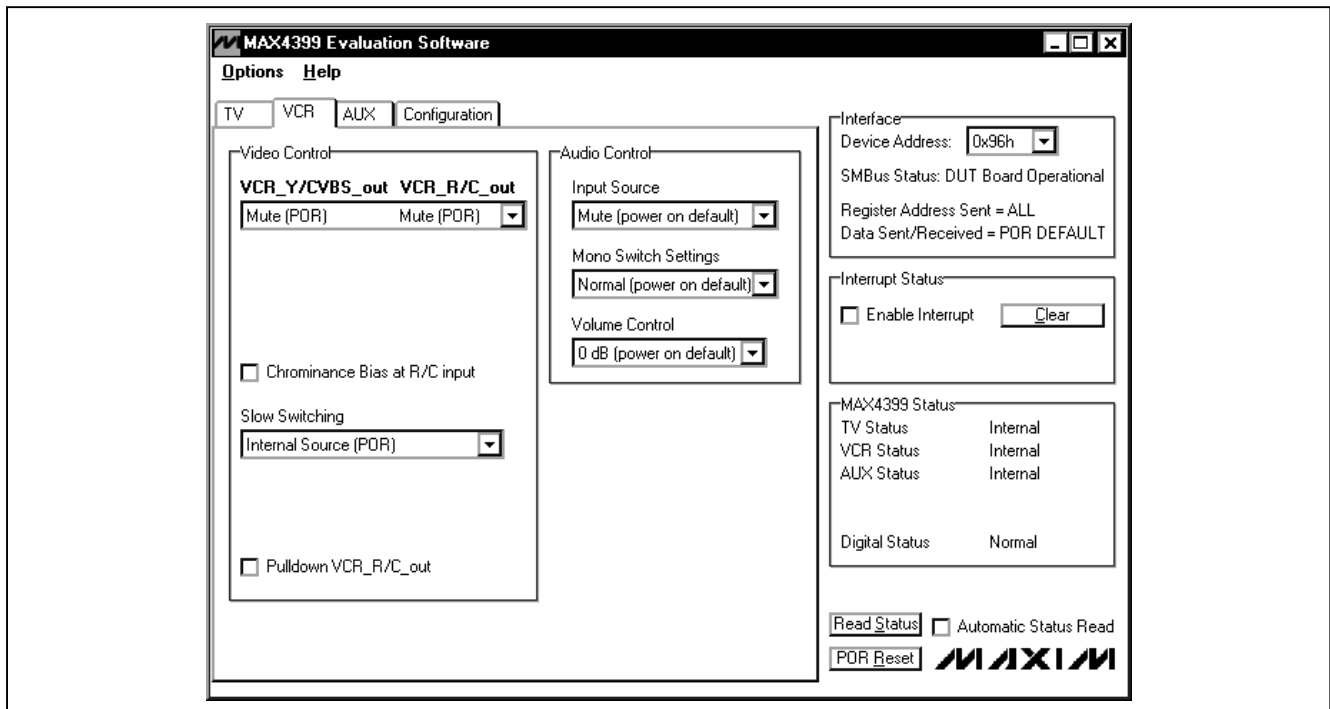 MAX4399 Evaluation Software
Options Help
TV VCR AUX Configuration
Video Control
VCR_Y/CVBS_out VCR_R/C_out
Mute (POR) Mute (POR)
Chrominance Bias at R/C input
Slow Switching
Internal Source (POR)
Pulldown VCR_R/C_out
Audio Control
Input Source
Mute (power on default)
Mono Switch Settings
Normal (power on default)
Volume Control
0 dB (power on default)
Interface
Device Address: 0x96h
SMBus Status: DUT Board Operational
Register Address Sent = ALL
Data Sent/Received = POR DEFAULT
Interrupt Status
Enable Interrupt Clear
MAX4399 Status
TV Status Internal
VCR Status Internal
AUX Status Internal
Digital Status Normal
Read Status Automatic Status Read
POR Reset MAXIM